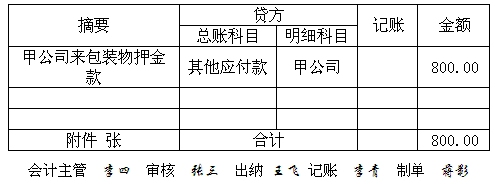 摘要 贷方 记账 金额
总账科目 明细科目
甲公司来包装物押金款 其他应付款 甲公司 800.00
附件 张 合计 800.00
会计主管 李四 审核 张三 出纳 王飞 记账 李青 制单 蒋彭